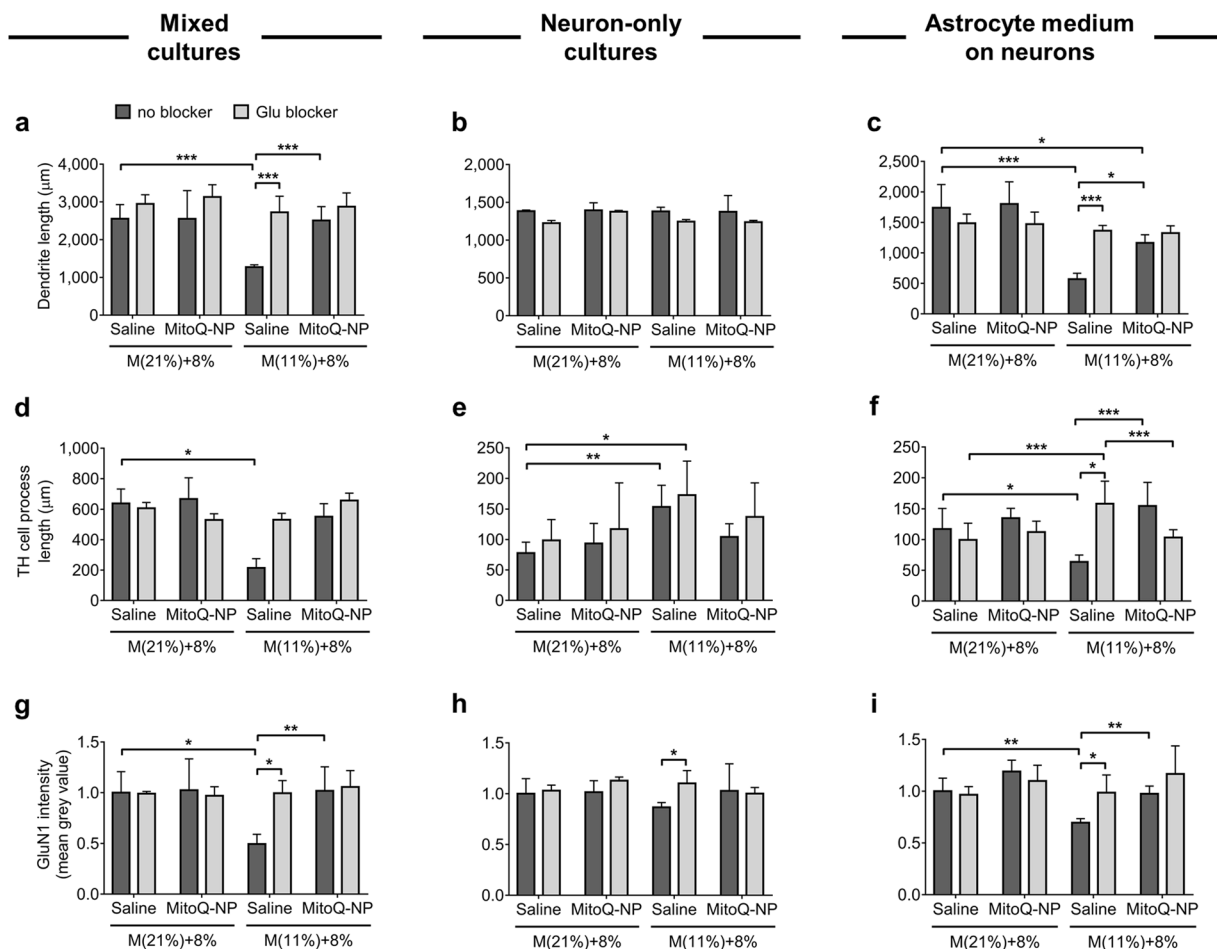 Mixed
cultures
Neuron-only
cultures
Astrocyte medium
on neurons
no blocker
Glu blocker
a
Dendrite length (μm)
4,000
3,000
2,000
1,000
0
***
***
***
Saline MitoQ-NP Saline MitoQ-NP
M(21%)+8% M(11%)+8%
b
2,000
1,500
1,000
500
0
Saline MitoQ-NP Saline MitoQ-NP
M(21%)+8% M(11%)+8%
c
2,500
2,000
1,500
1,000
500
0
*
***
*
***
Saline MitoQ-NP Saline MitoQ-NP
M(21%)+8% M(11%)+8%
d
TH cell process
length (μm)
1,000
800
600
400
200
0
*
Saline MitoQ-NP Saline MitoQ-NP
M(21%)+8% M(11%)+8%
e
250
200
150
100
50
0
*
**
Saline MitoQ-NP Saline MitoQ-NP
M(21%)+8% M(11%)+8%
f
250
200
150
100
50
0
***
***
***
*
*
Saline MitoQ-NP Saline MitoQ-NP
M(21%)+8% M(11%)+8%
g
GluN1 intensity
(mean grey value)
1.5
1.0
0.5
0.0
**
*
*
Saline MitoQ-NP Saline MitoQ-NP
M(21%)+8% M(11%)+8%
h
1.5
1.0
0.5
0.0
*
Saline MitoQ-NP Saline MitoQ-NP
M(21%)+8% M(11%)+8%
i
1.5
1.0
0.5
0.0
**
**
*
Saline MitoQ-NP Saline MitoQ-NP
M(21%)+8% M(11%)+8%